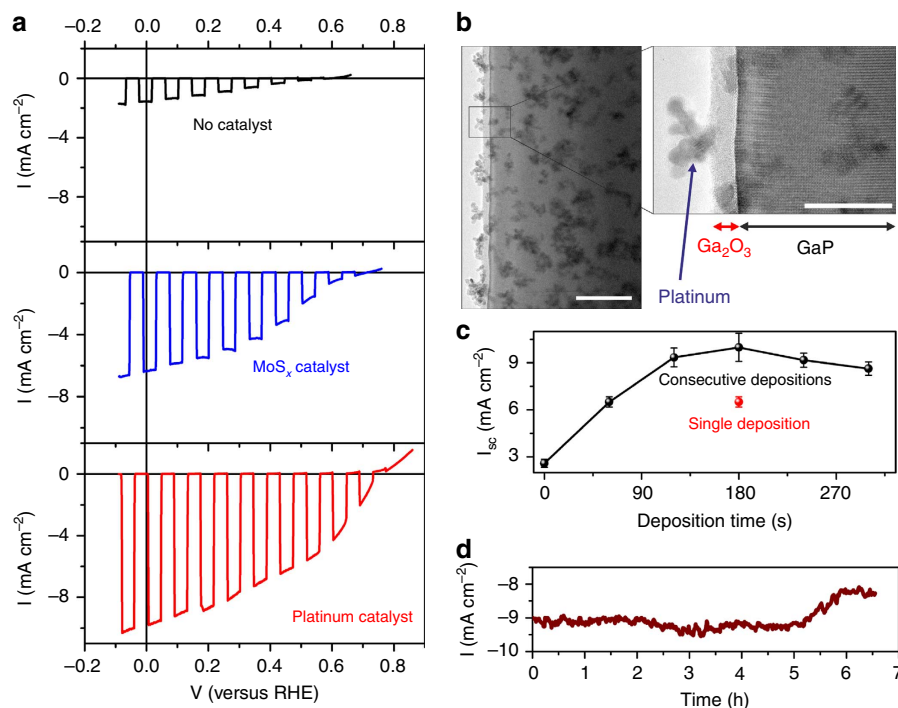 a
−0.2 0.0 0.2 0.4 0.6 0.8
0
−4
−8
I (mA cm−2)
No catalyst
0
−4
−8
I (mA cm−2)
MoSx catalyst
0
−4
−8
I (mA cm−2)
Platinum catalyst
−0.2 0.0 0.2 0.4 0.6 0.8
V (versus RHE)
b
Ga2O3
GaP
Platinum
c
9
6
3
Isc (mA cm−2)
Consecutive depositions
Single deposition
0 90 180 270
Deposition time (s)
d
−8
−9
−10
I (mA cm−2)
0 1 2 3 4 5 6 7
Time (h)